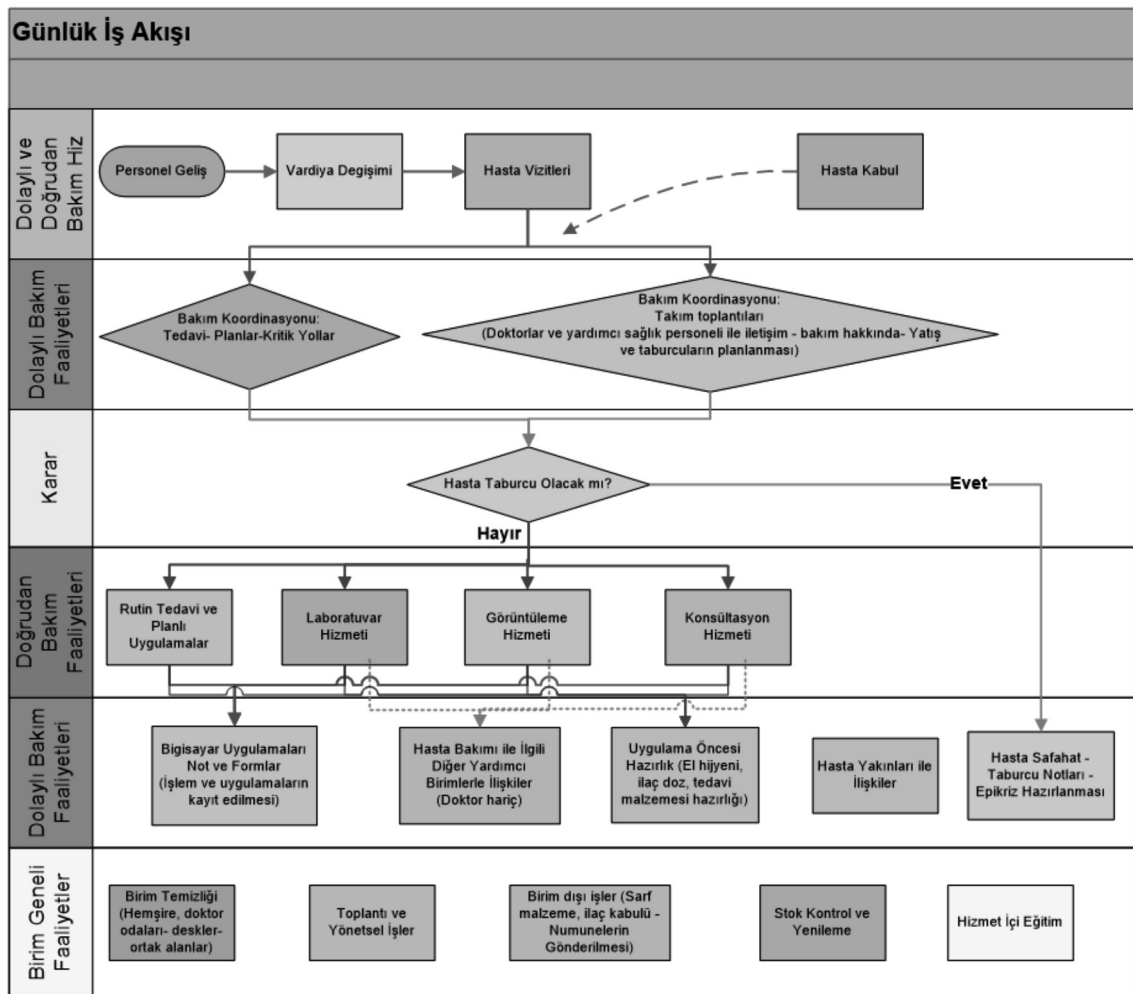 Günlük İş Akışı
Dolaylı ve
Doğrudan
Bakım Hiz
Personel Geliş
Vardiya Degişimi
Hasta Vizitleri
Hasta Kabul
Dolaylı Bakım
Faaliyetleri
Bakım Koordinasyonu:
Tedavi- Planlar-Kritik Yollar
Bakım Koordinasyonu:
Takım toplantıları
(Doktorlar ve yardımcı sağlık personeli ile iletişim - bakım hakkında- Yatış
ve taburcuların planlanması)
Karar
Hasta Taburcu Olacak mı?
Evet
Hayır
Doğrudan
Bakım
Faaliyetleri
Rutin Tedavi ve
Planlı
Uygulamalar
Laboratuvar
Hizmeti
Görüntüleme
Hizmeti
Konsültasyon
Hizmeti
Dolaylı Bakım
Faaliyetleri
Bigisayar Uygulamaları
Not ve Formlar
(İşlem ve uygulamaların
kayıt edilmesi)
Hasta Bakımı ile İlgili
Diğer Yardımcı
Birimlerle İlişkiler
(Doktor hariç)
Uygulama Öncesi
Hazırlık (El hijyeni,
ilaç doz, tedavi
malzemesi hazırlığı)
Hasta Yakınları ile
İlişkiler
Hasta Safahat -
Taburcu Notları -
Epikriz Hazırlanması
Birim Geneli
Faaliyetler
Birim Temizliği
(Hemşire, doktor
odaları- deskler-
ortak alanlar)
Toplantı ve
Yönetsel İşler
Birim dışı işler (Sarf
malzeme, ilaç kabulü -
Numunelerin
Gönderilmesi)
Stok Kontrol ve
Yenileme
Hizmet İçi Eğitim